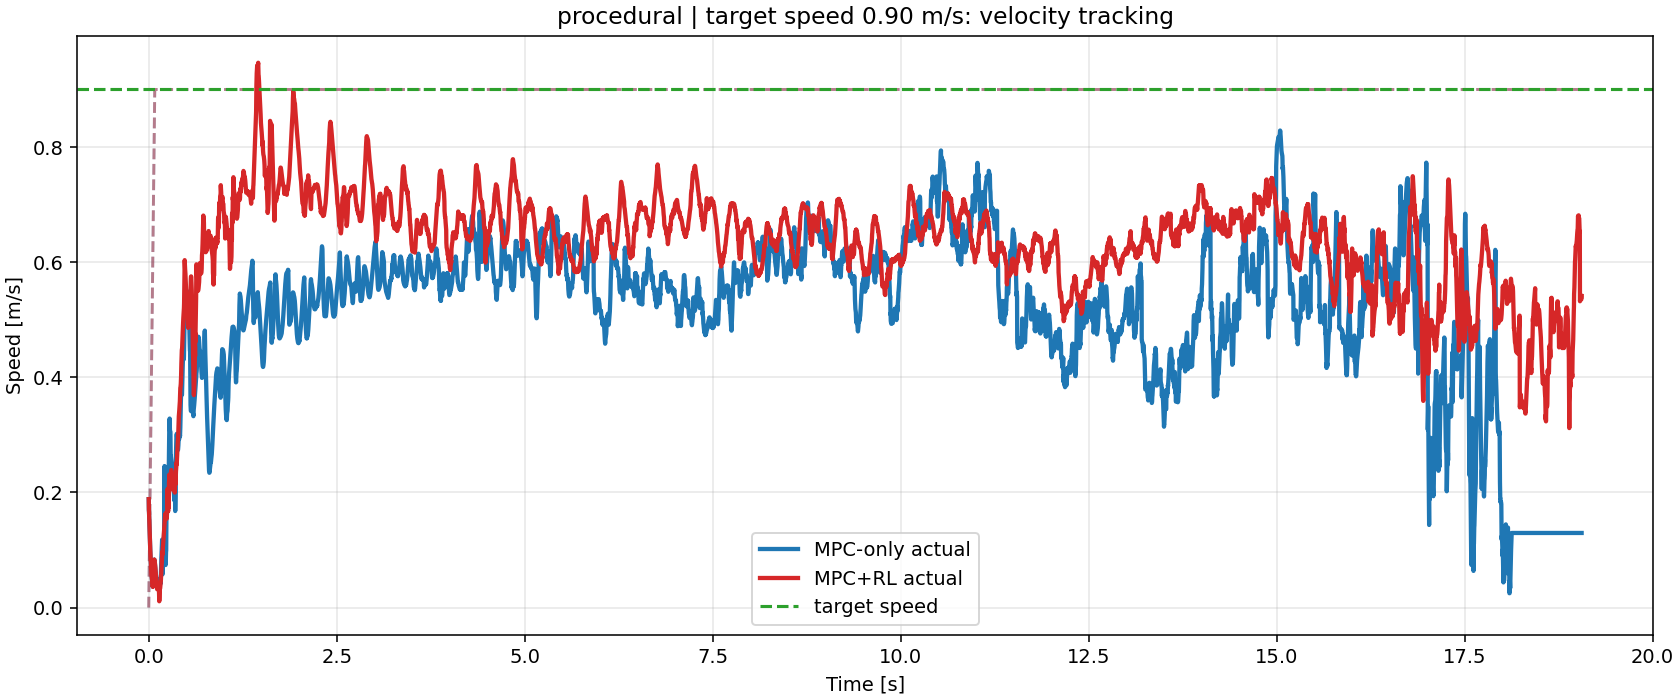 procedural | target speed 0.90 m/s: velocity tracking
Speed [m/s]
0.8
0.6
0.4
0.2
0.0
MPC-only actual
MPC+RL actual
target speed
0.0 2.5 5.0 7.5 10.0 12.5 15.0 17.5 20.0
Time [s]